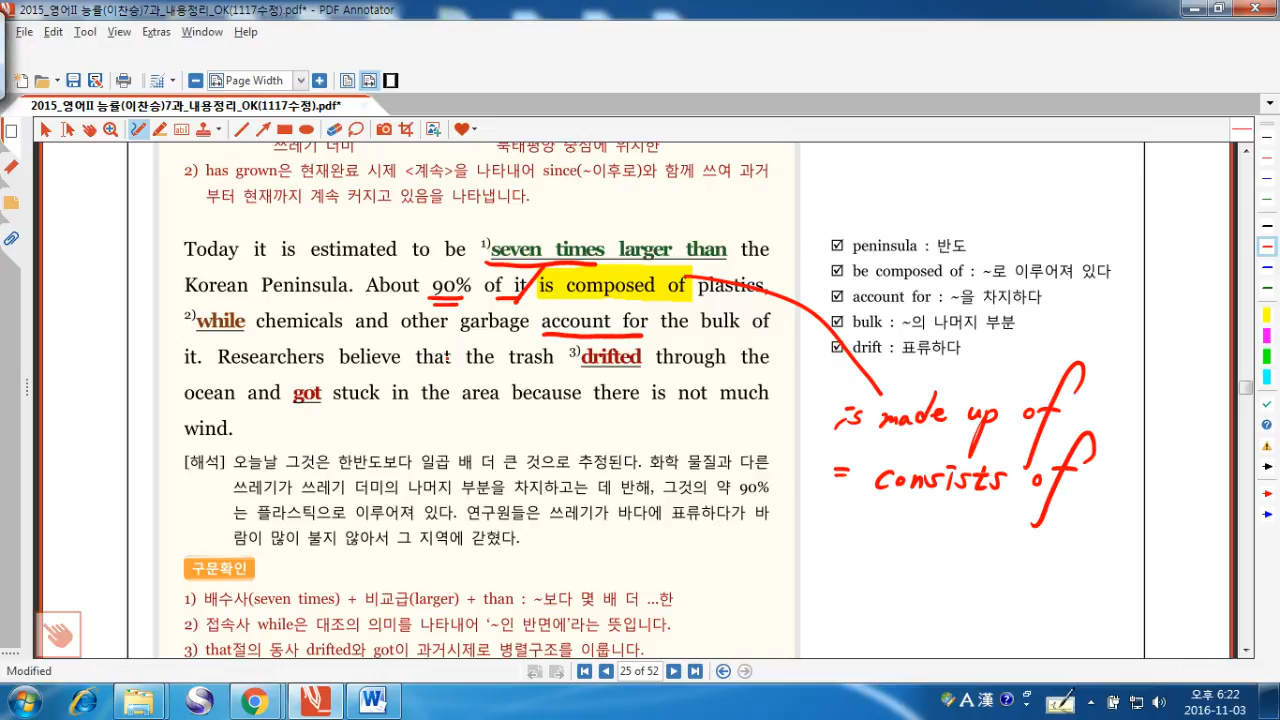 2015_영어II 능률(이찬승)7과_내용정리_OK(1117수정).pdf* - PDF Annotator
File Edit Tool View Extras Window Help
Page Width
2015_영어II 능률(이찬승)7과_내용정리_OK(1117수정).pdf*
쓰레기 더미 북태평양 중심에 위치한
2) has grown은 현재완료 시제 <계속>을 나타내어 since(~이후로)와 함께 쓰여 과거
부터 현재까지 계속 커지고 있음을 나타냅니다.
Today it is estimated to be 1)seven times larger than the
Korean Peninsula. About 90% of it is composed of plastics,
2)while chemicals and other garbage account for the bulk of
it. Researchers believe that the trash 3)drifted through the
ocean and got stuck in the area because there is not much
wind.
[해석] 오늘날 그것은 한반도보다 일곱 배 더 큰 것으로 추정된다. 화학 물질과 다른
쓰레기가 쓰레기 더미의 나머지 부분을 차지하고는 데 반해, 그것의 약 90%
는 플라스틱으로 이루어져 있다. 연구원들은 쓰레기가 바다에 표류하다가 바
람이 많이 불지 않아서 그 지역에 갇혔다.
구문확인
1) 배수사(seven times) + 비교급(larger) + than : ~보다 몇 배 더 ...한
2) 접속사 while은 대조의 의미를 나타내어 ‘~인 반면에’라는 뜻입니다.
3) that절의 동사 drifted와 got이 과거시제로 병렬구조를 이룹니다.
☑ peninsula : 반도
☑ be composed of : ~로 이루어져 있다
☑ account for : ~을 차지하다
☑ bulk : ~의 나머지 부분
☑ drift : 표류하다
is made up of
= consists of
Modified
25 of 52
A 漢
오후 6:22
2016-11-03